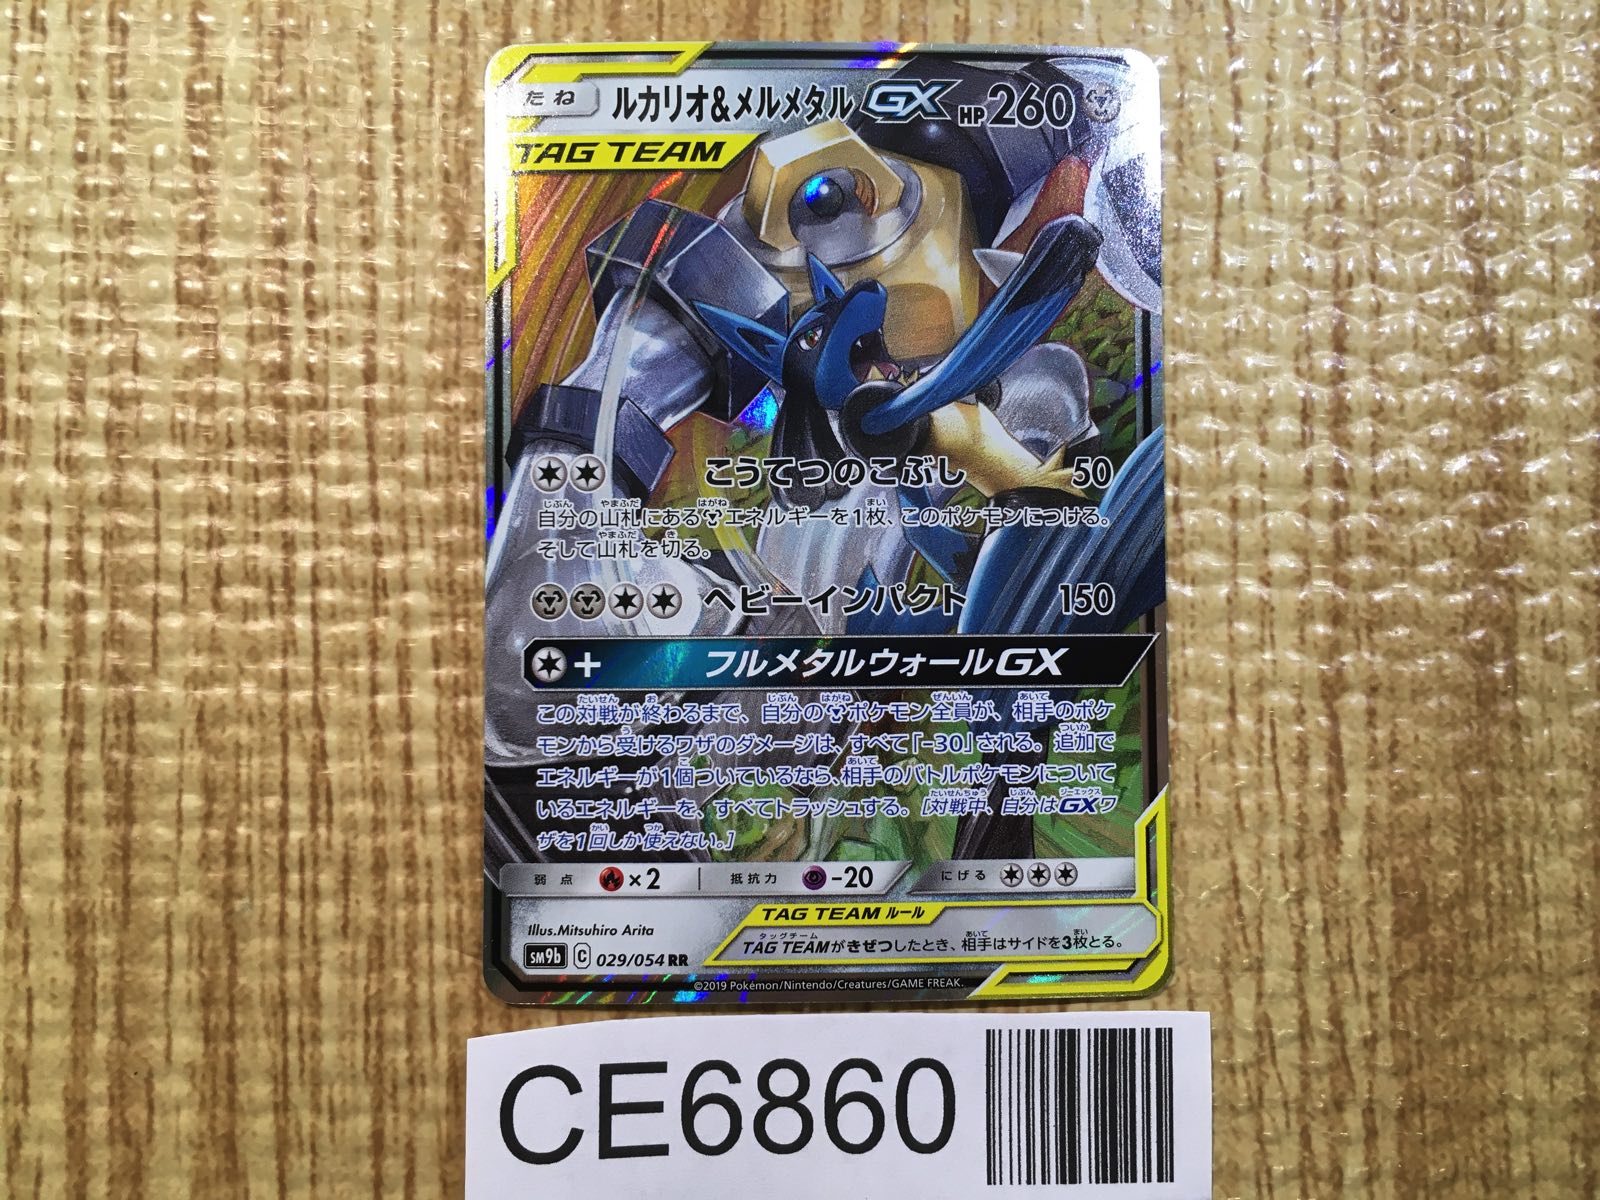 たね ルカリオ&メルメタルGX HP260
TAG TEAM
こうてつのこぶし 50
自分の山札にあるエネルギーを1枚、このポケモンにつける。
そして山札を切る。
ヘビーインパクト 150
+ フルメタルウォールGX
この対戦が終わるまで、自分のポケモン全員が、相手のポケ
モンから受けるワザのダメージは、すべて「-30」される。追加で
エネルギーが1個ついているなら、相手のバトルポケモンについて
いるエネルギーを、すべてトラッシュする。[対戦中、自分はGXワ
ザを1回しか使えない。]
弱点 ×2 抵抗力 -20 にげる
Illus.Mitsuhiro Arita
TAG TEAM ルール
TAG TEAMがきぜつしたとき、相手はサイドを3枚とる。
sm9b C 029/054 RR
©2019 Pokémon/Nintendo/Creatures/GAME FREAK.
CE6860